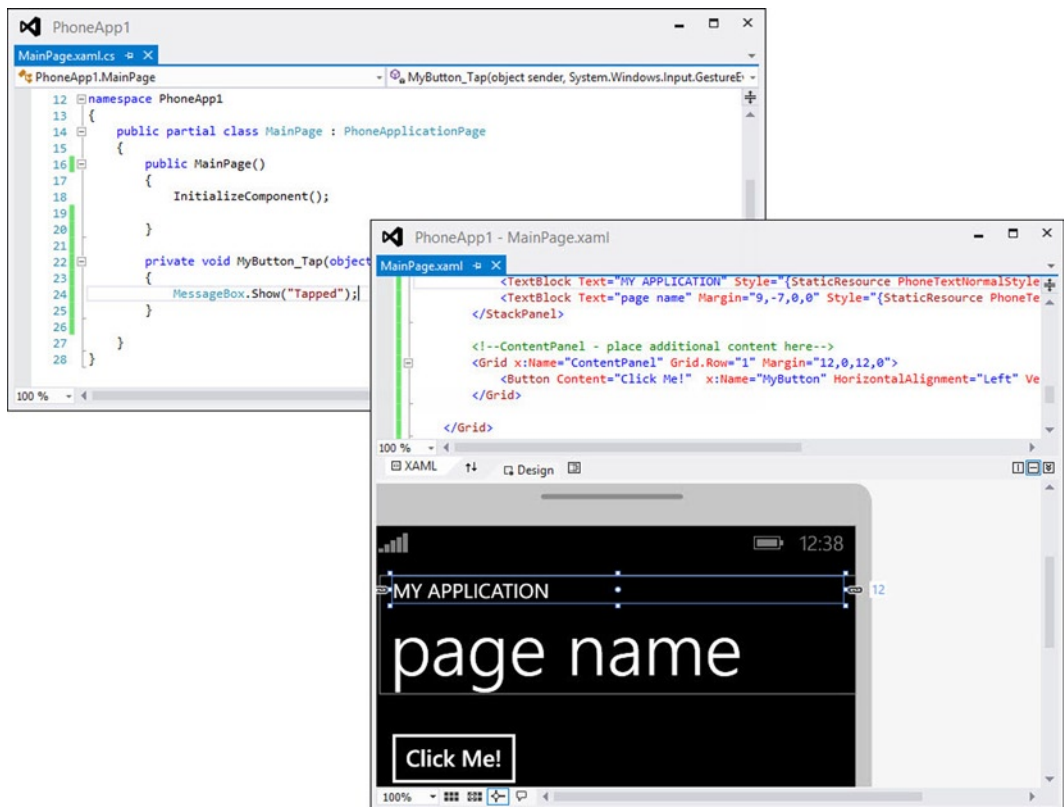 PhoneApp1
MainPage.xaml.cs
PhoneApp1.MainPage
MyButton_Tap(object sender, System.Windows.Input.GestureE
12 namespace PhoneApp1
13 {
14 public partial class MainPage : PhoneApplicationPage
15 {
16 public MainPage()
17 {
18 InitializeComponent();
19
20 }
21
22 private void MyButton_Tap(object
23 {
24 MessageBox.Show("Tapped");
25 }
26
27 }
28 }
100 %
PhoneApp1 - MainPage.xaml
MainPage.xaml
<TextBlock Text="MY APPLICATION" Style="{StaticResource PhoneTextNormalStyle
<TextBlock Text="page name" Margin="9,-7,0,0" Style="{StaticResource PhoneTe
</StackPanel>
<!--ContentPanel - place additional content here-->
<Grid x:Name="ContentPanel" Grid.Row="1" Margin="12,0,12,0">
<Button Content="Click Me!" x:Name="MyButton" HorizontalAlignment="Left" Ve
</Grid>
</Grid>
100 %
XAML
Design
12:38
MY APPLICATION
12
page name
Click Me!
100%